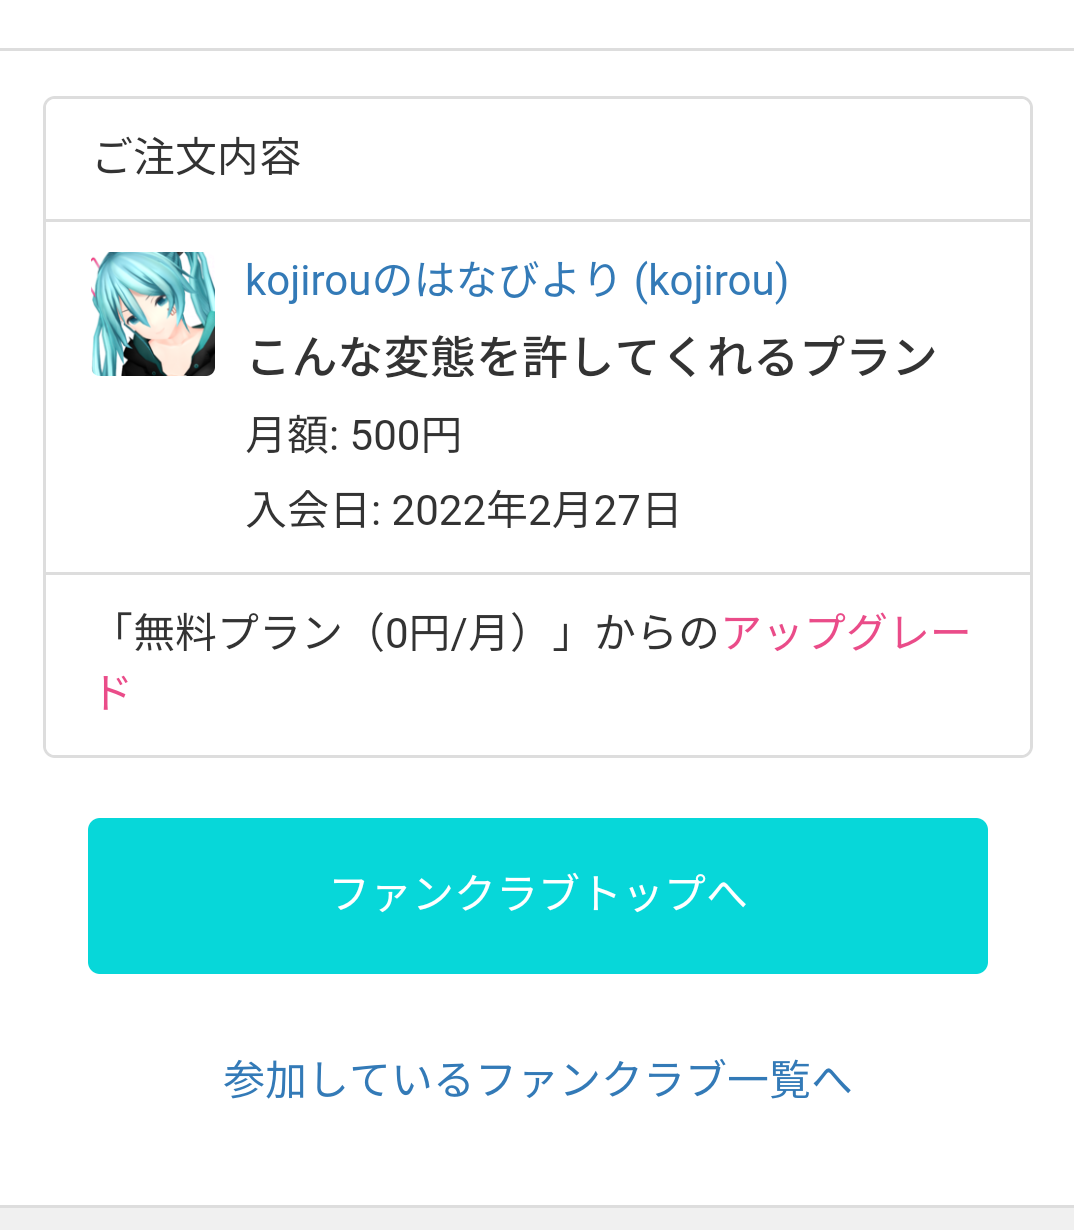 ご注文内容
kojirouのはなびより (kojirou)
こんな変態を許してくれるプラン
月額: 500円
入会日: 2022年2月27日
「無料プラン（0円/月）」からのアップグレー
ド
ファンクラブトップへ
参加しているファンクラブ一覧へ